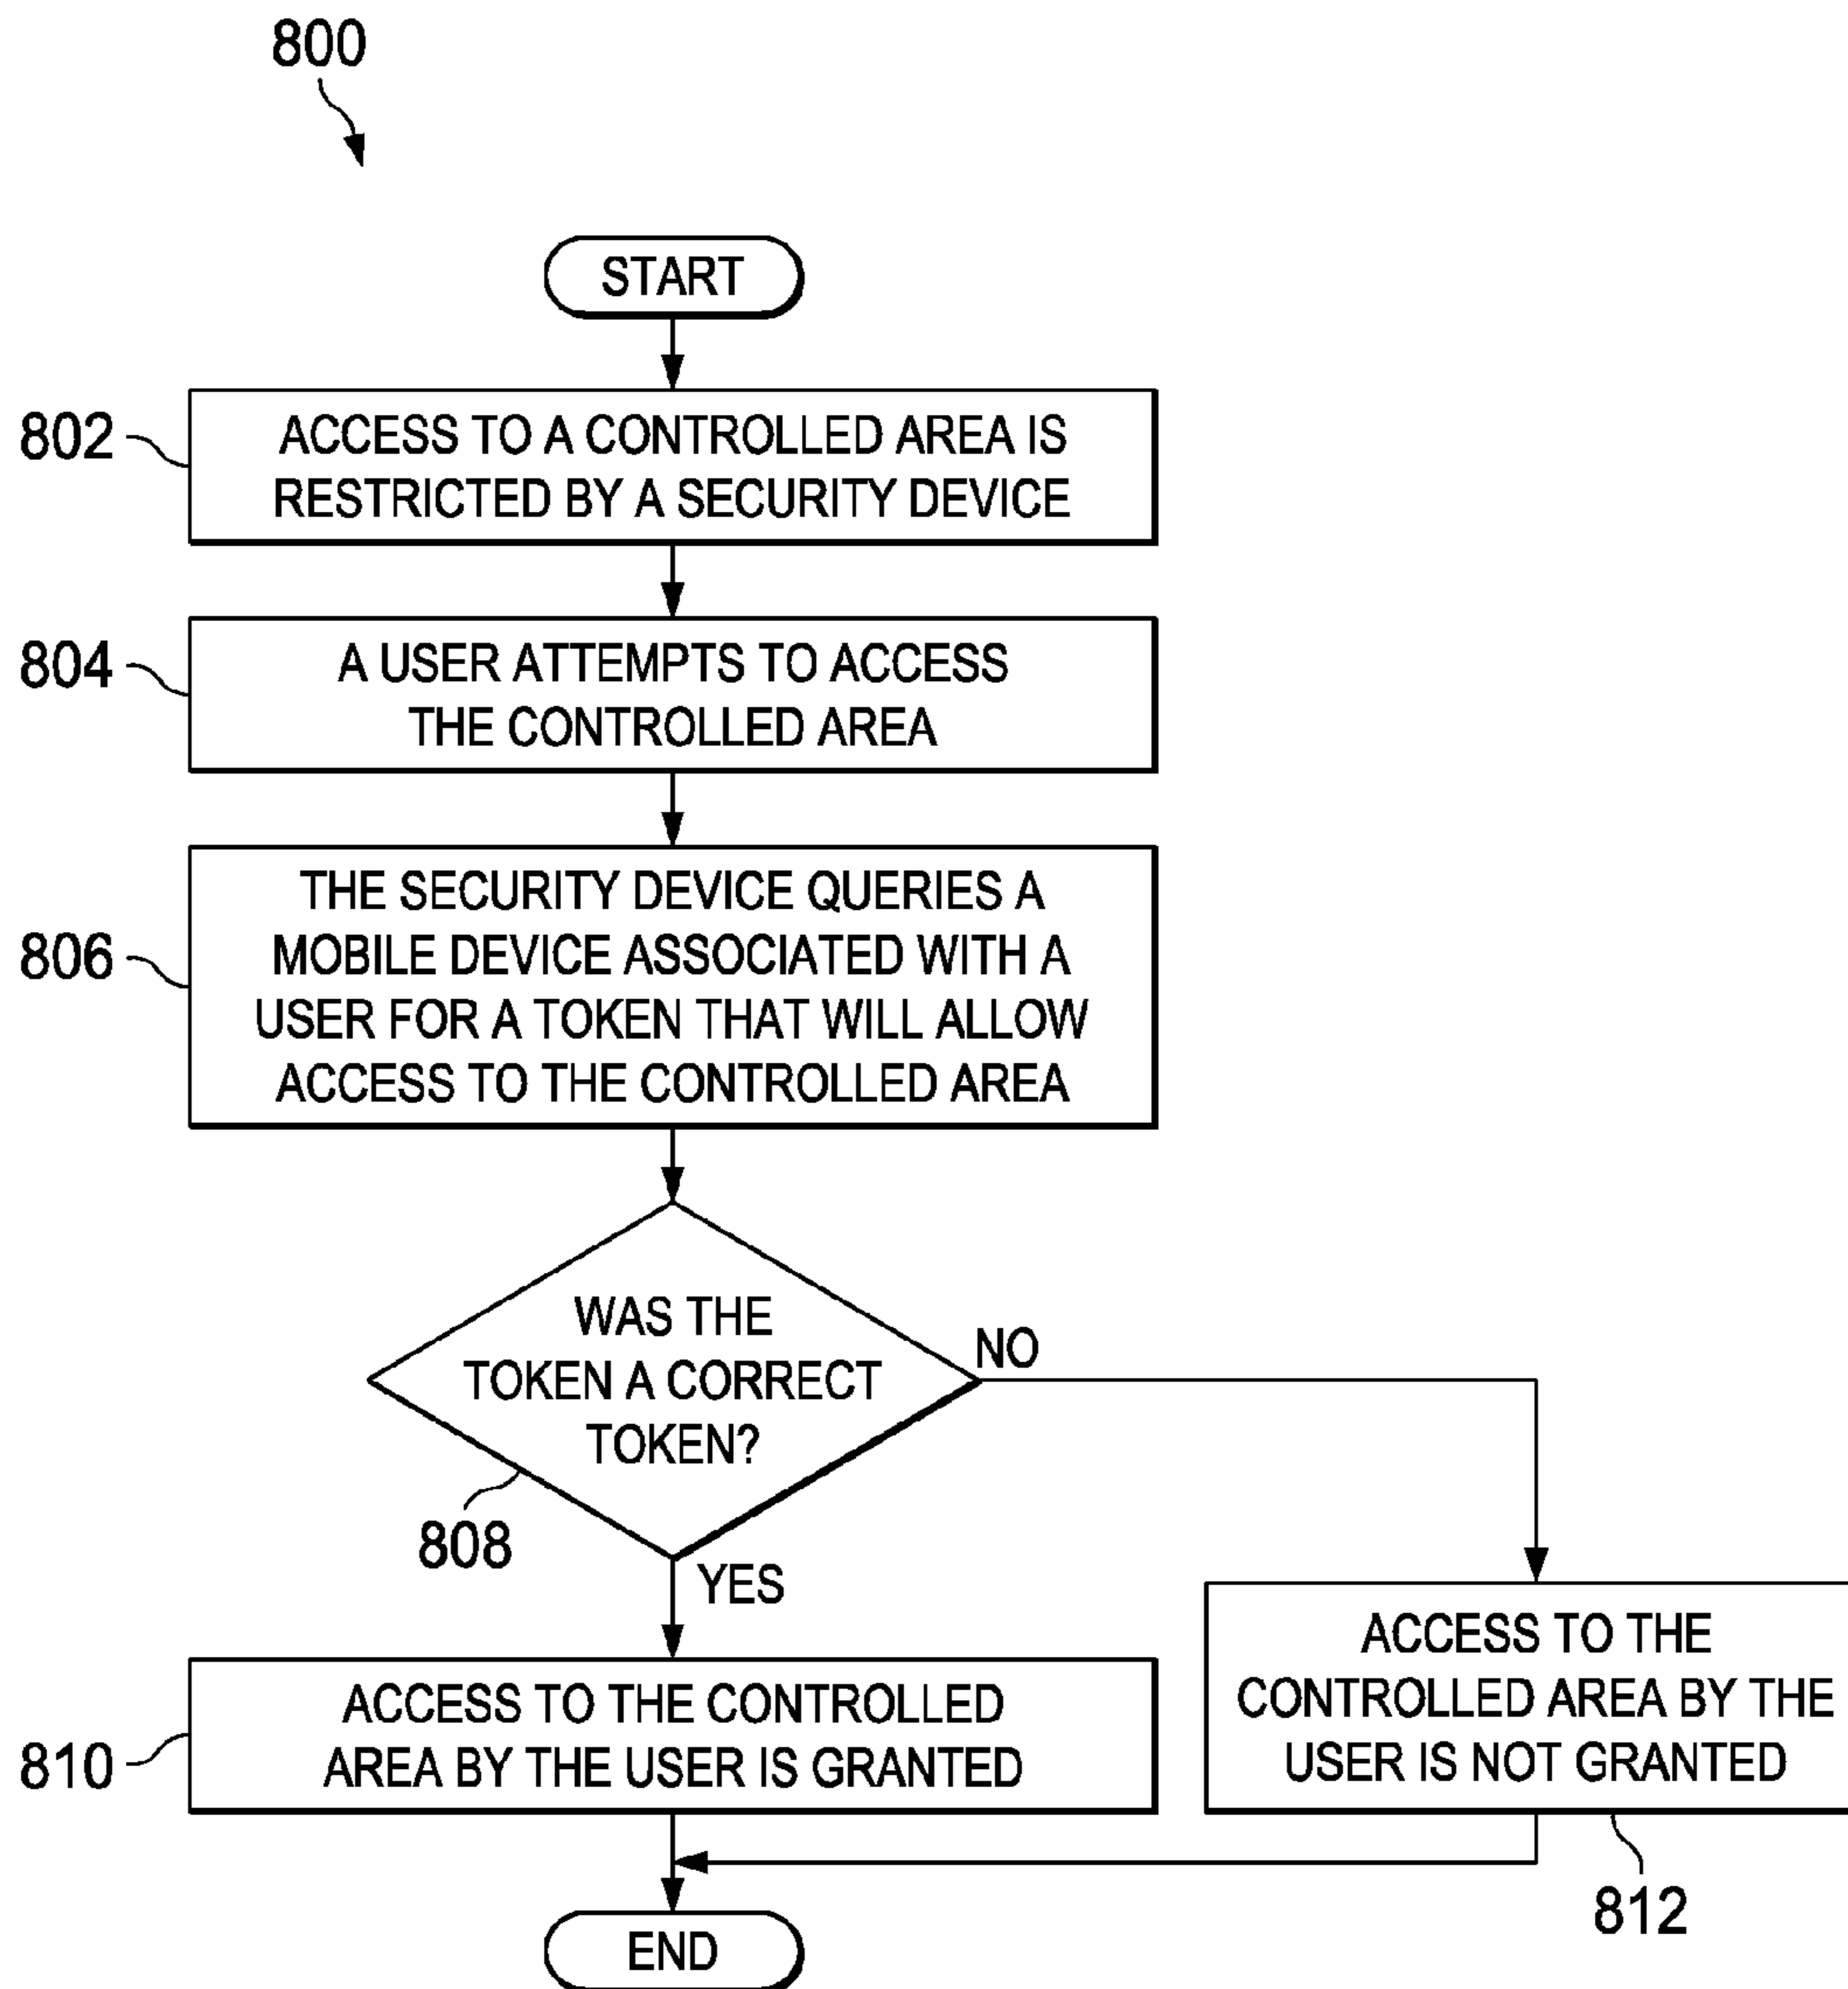 800
START
802
ACCESS TO A CONTROLLED AREA IS
RESTRICTED BY A SECURITY DEVICE
804
A USER ATTEMPTS TO ACCESS
THE CONTROLLED AREA
806
THE SECURITY DEVICE QUERIES A
MOBILE DEVICE ASSOCIATED WITH A
USER FOR A TOKEN THAT WILL ALLOW
ACCESS TO THE CONTROLLED AREA
WAS THE
TOKEN A CORRECT
TOKEN?
NO
808
YES
810
ACCESS TO THE CONTROLLED
AREA BY THE USER IS GRANTED
ACCESS TO THE
CONTROLLED AREA BY THE
USER IS NOT GRANTED
812
END